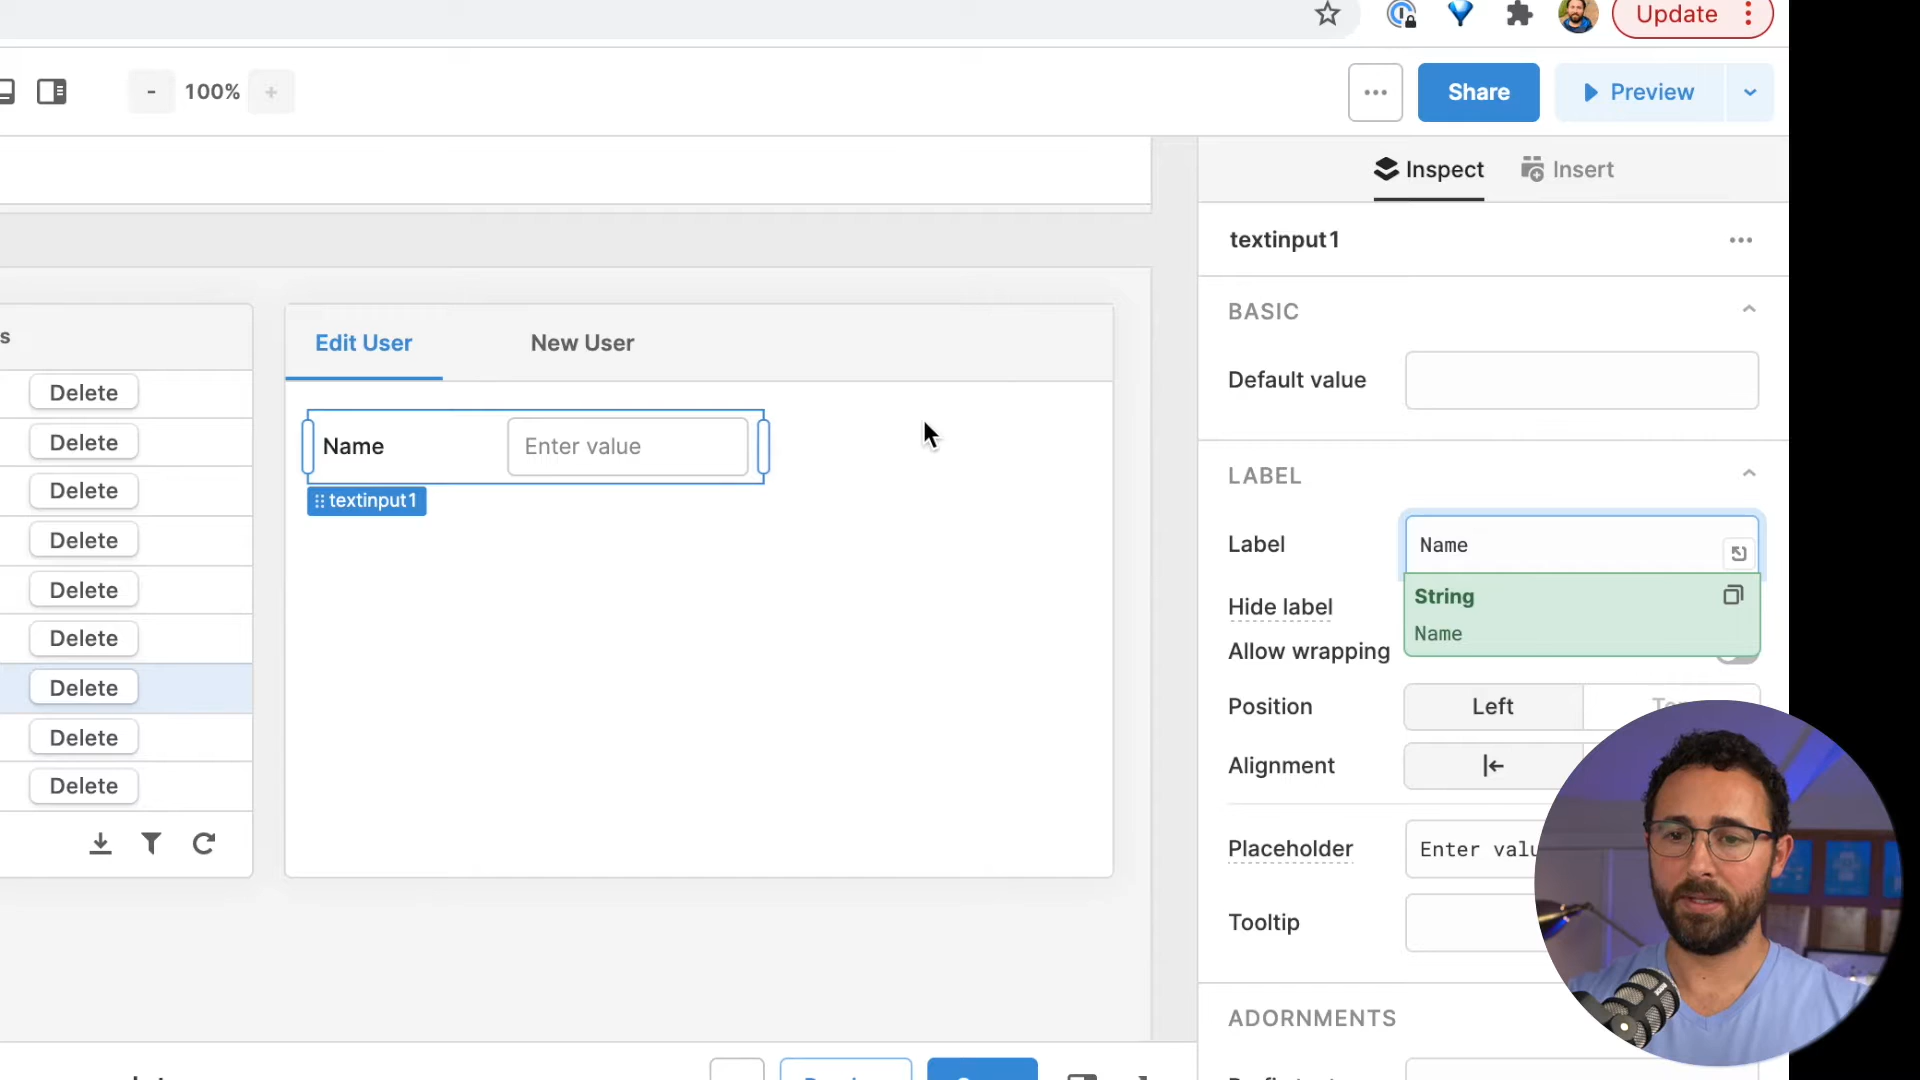 Update
- 100% +
Share
Preview
Inspect
Insert
textinput1
BASIC
Default value
s
Edit User
New User
Delete
Delete
Delete
Delete
Delete
Delete
Delete
Delete
Delete
Name
Enter value
textinput1
LABEL
Label
Name
String
Name
Hide label
Allow wrapping
Position
Left
Alignment
Placeholder
Enter valu
Tooltip
ADORNMENTS